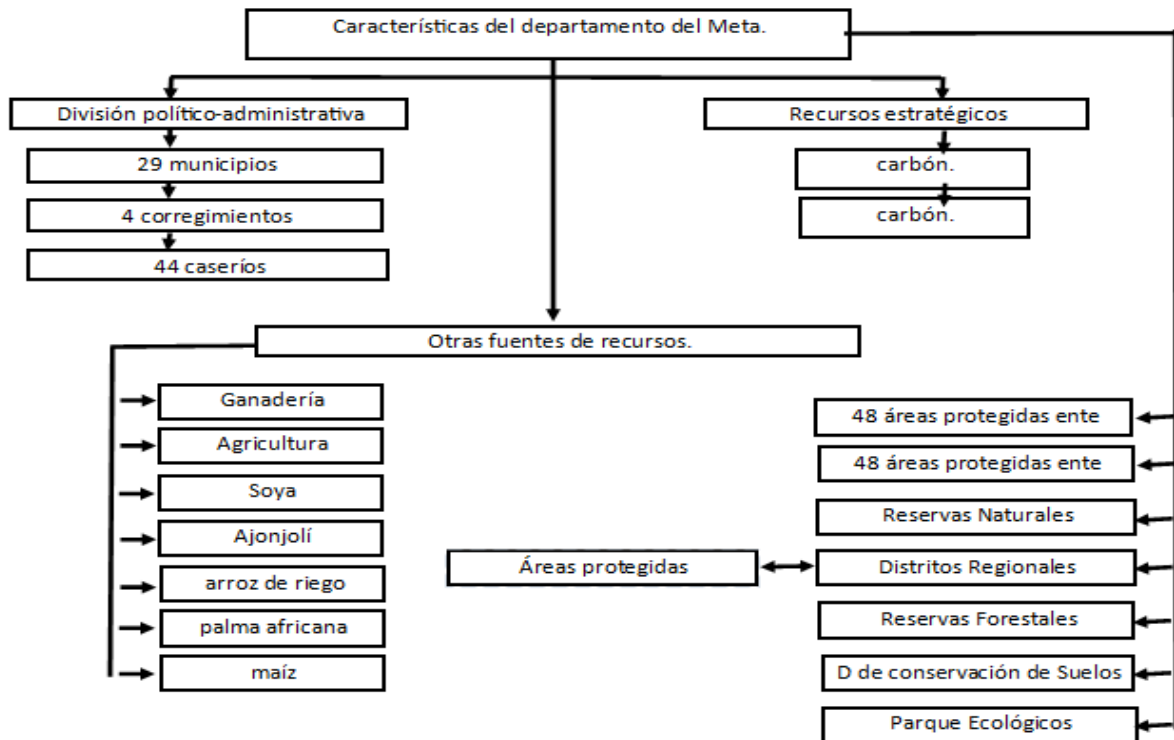 Características del departamento del Meta.
División político-administrativa
29 municipios
4 corregimientos
44 caseríos
Recursos estratégicos
carbón.
carbón.
Otras fuentes de recursos.
Ganadería
Agricultura
Soya
Ajonjolí
arroz de riego
palma africana
maíz
Áreas protegidas
48 áreas protegidas ente
48 áreas protegidas ente
Reservas Naturales
Distritos Regionales
Reservas Forestales
D de conservación de Suelos
Parque Ecológicos